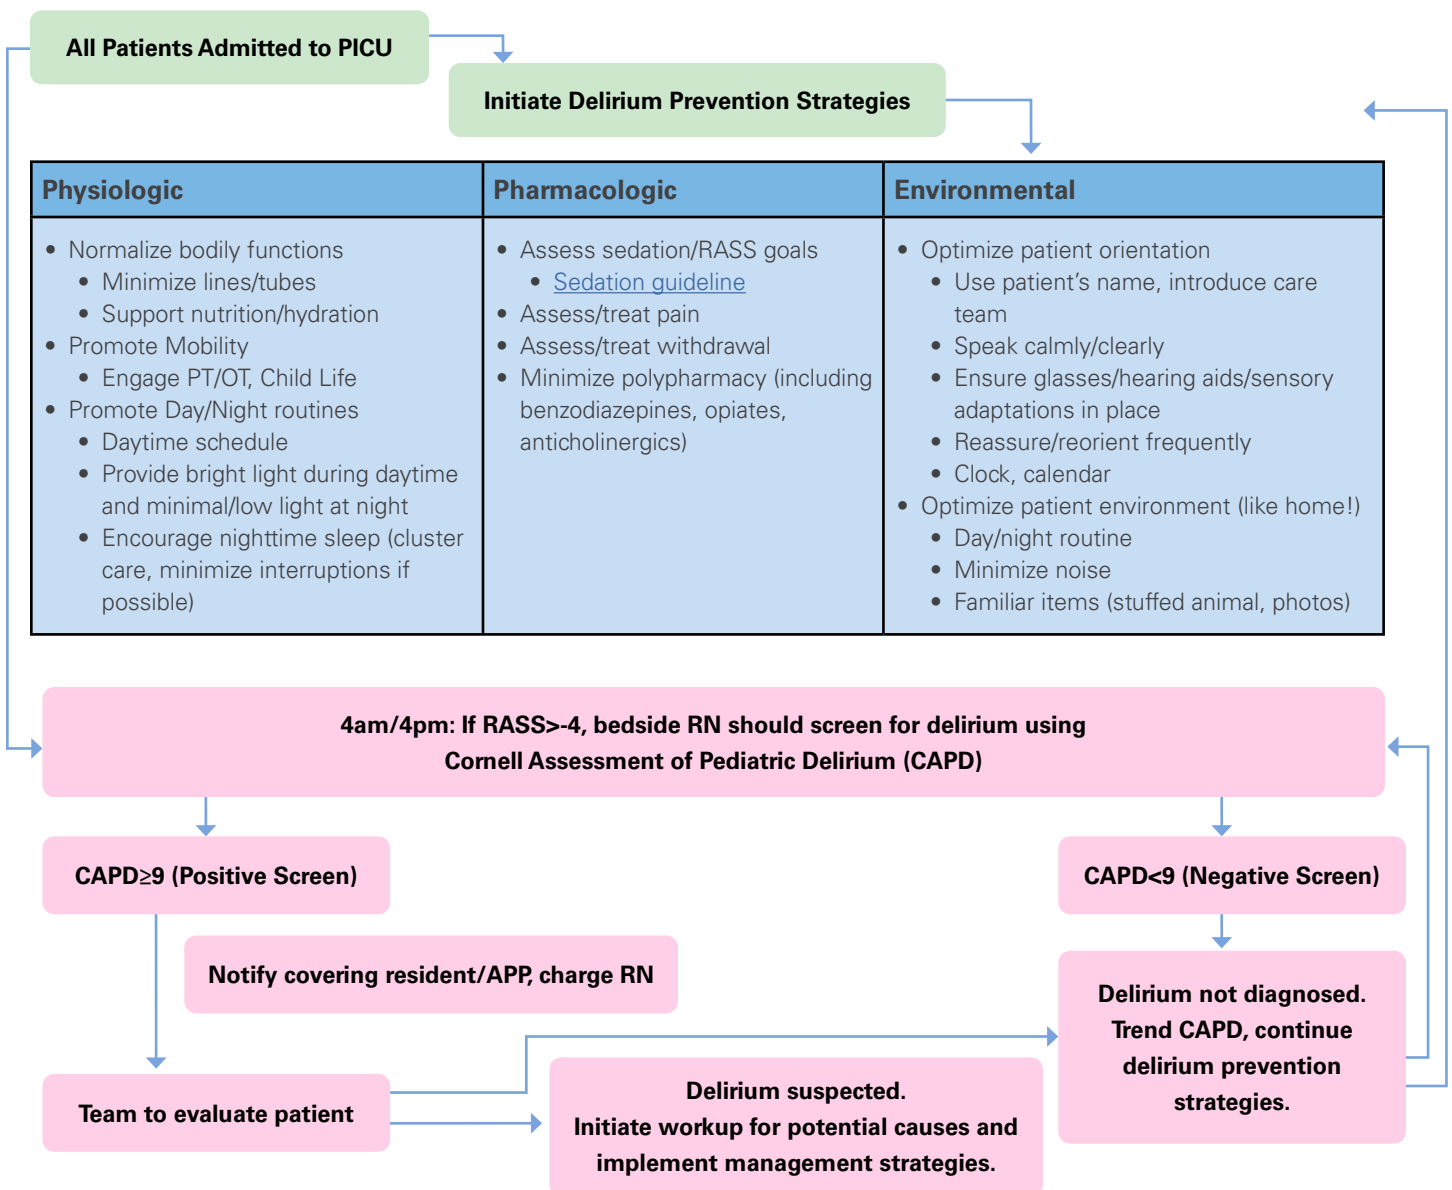 All Patients Admitted to PICU
Initiate Delirium Prevention Strategies
Physiologic
• Normalize bodily functions
• Minimize lines/tubes
• Support nutrition/hydration
• Promote Mobility
• Engage PT/OT, Child Life
• Promote Day/Night routines
• Daytime schedule
• Provide bright light during daytime
and minimal/low light at night
• Encourage nighttime sleep (cluster
care, minimize interruptions if
possible)
Pharmacologic
• Assess sedation/RASS goals
• Sedation guideline
• Assess/treat pain
• Assess/treat withdrawal
• Minimize polypharmacy (including
benzodiazepines, opiates,
anticholinergics)
Environmental
• Optimize patient orientation
• Use patient's name, introduce care
team
• Speak calmly/clearly
• Ensure glasses/hearing aids/sensory
adaptations in place
• Reassure/reorient frequently
• Clock, calendar
• Optimize patient environment (like home!)
• Day/night routine
• Minimize noise
• Familiar items (stuffed animal, photos)
4am/4pm: If RASS>-4, bedside RN should screen for delirium using
Cornell Assessment of Pediatric Delirium (CAPD)
CAPD≥9 (Positive Screen)
CAPD<9 (Negative Screen)
Notify covering resident/APP, charge RN
Team to evaluate patient
Delirium suspected.
Initiate workup for potential causes and
implement management strategies.
Delirium not diagnosed.
Trend CAPD, continue
delirium prevention
strategies.